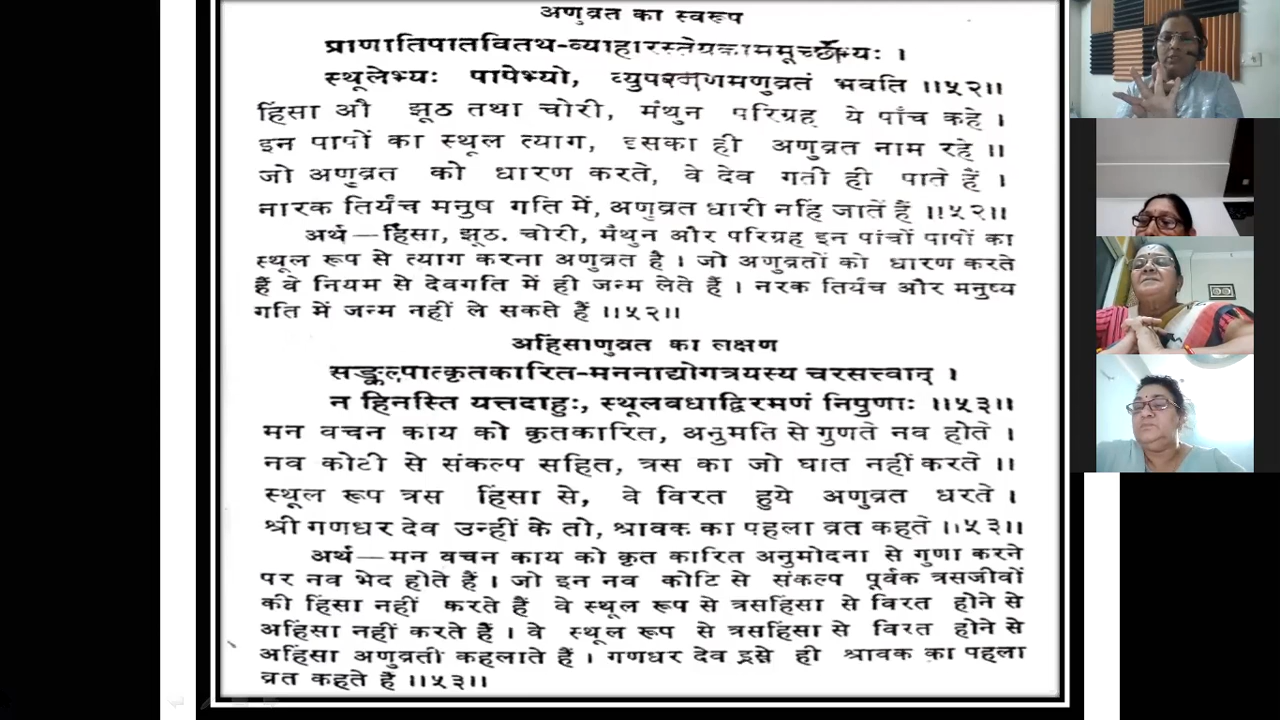 अणुव्रत का स्वरूप
प्राणातिपातवितथ-व्याहारस्तेयकाममूर्च्छेभ्यः ।
स्थूलेभ्यः पापेभ्यो, व्युपरमणमणुव्रतं भवति ॥५२॥
हिंसा औ झूठ तथा चोरी, मंथुन परिग्रह ये पाँच कहे ।
इन पापों का स्थूल त्याग, इसका ही अणुव्रत नाम रहे ॥
जो अणुव्रत को धारण करते, वे देव गती ही पाते हैं ।
नारक तिर्यंच मनुष गति में, अणुव्रत धारी नहिं जातें हैं ॥५२॥
अर्थ—हिंसा, झूठ. चोरी, मैंथुन और परिग्रह इन पांचों पापों का
स्थूल रूप से त्याग करना अणुव्रत है । जो अणुव्रतों को धारण करते
हैं वे नियम से देवगति में ही जन्म लेते हैं । नरक तिर्यंच और मनुष्य
गति में जन्म नहीं ले सकते हैं ॥५२॥
अहिंसाणुव्रत का लक्षण
सङ्कल्पात्कृतकारित-मननाद्योगत्रयस्य चरसत्त्वान् ।
न हिनस्ति यत्तदाहुः, स्थूलवधाद्विरमणं निपुणाः ॥५३॥
मन वचन काय को कृतकारित, अनुमति से गुणते नव होते ।
नव कोटी से संकल्प सहित, त्रस का जो घात नहीं करते ॥
स्थूल रूप त्रस हिंसा से, वे विरत हुये अणुव्रत धरते ।
श्री गणधर देव उन्हीं के तो, श्रावक का पहला व्रत कहते ॥५३॥
अर्थ—मन वचन काय को कृत कारित अनुमोदना से गुणा करने
पर नव भेद होते हैं । जो इन नव कोटि से संकल्प पूर्वक त्रसजीवों
की हिंसा नहीं करते हैं वे स्थूल रूप से त्रसहिंसा से विरत होने से
अहिंसा नहीं करते हैं । वे स्थूल रूप से त्रसहिंसा से विरत होने से
अहिंसा अणुव्रती कहलाते हैं । गणधर देव इसे ही श्रावक का पहला
व्रत कहते हैं ॥५३॥